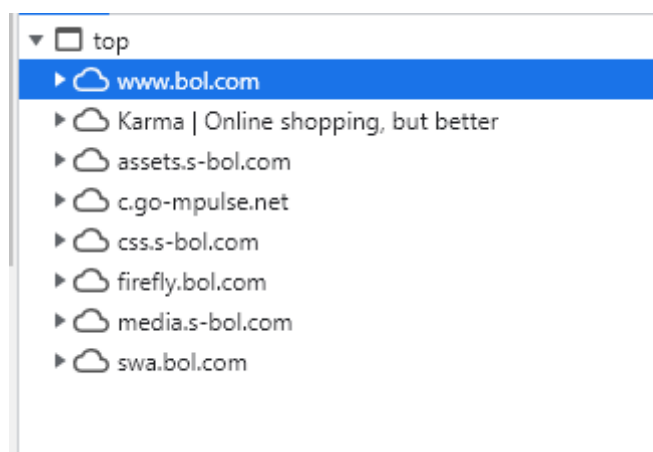 top
www.bol.com
Karma | Online shopping, but better
assets.s-bol.com
c.go-mpulse.net
css.s-bol.com
firefly.bol.com
media.s-bol.com
swa.bol.com